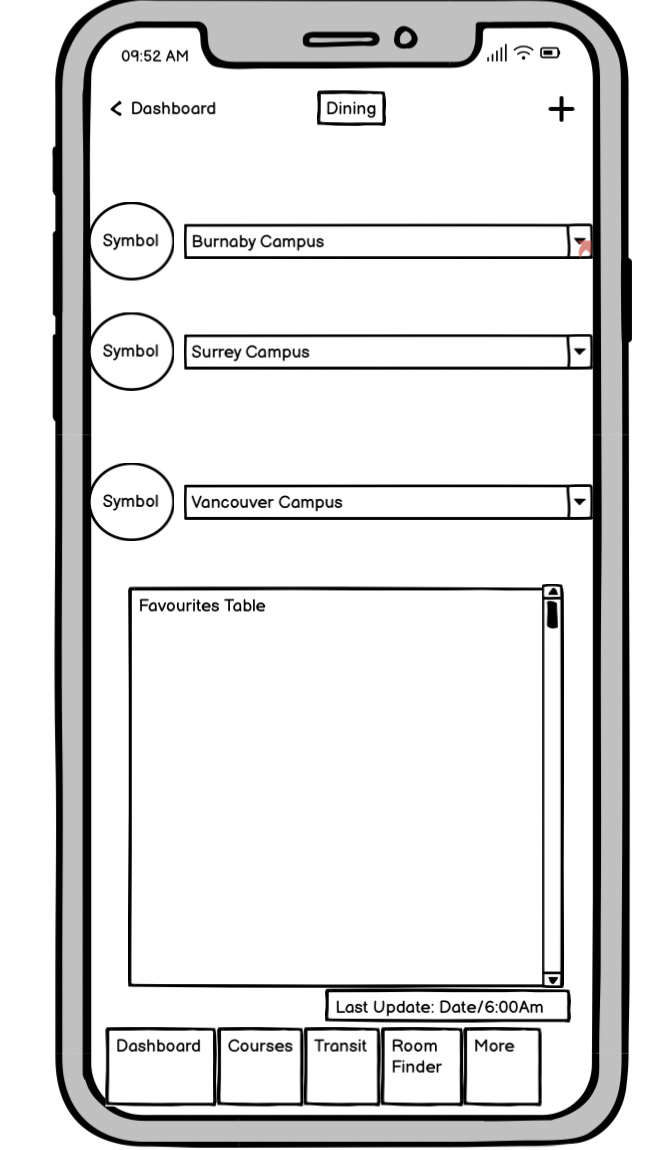 09:52 AM
Dashboard
Dining
Symbol
Burnaby Campus
Symbol
Surrey Campus
Symbol
Vancouver Campus
Favourites Table
Last Update: Date/6:00Am
Dashboard
Courses
Transit
Room
Finder
More